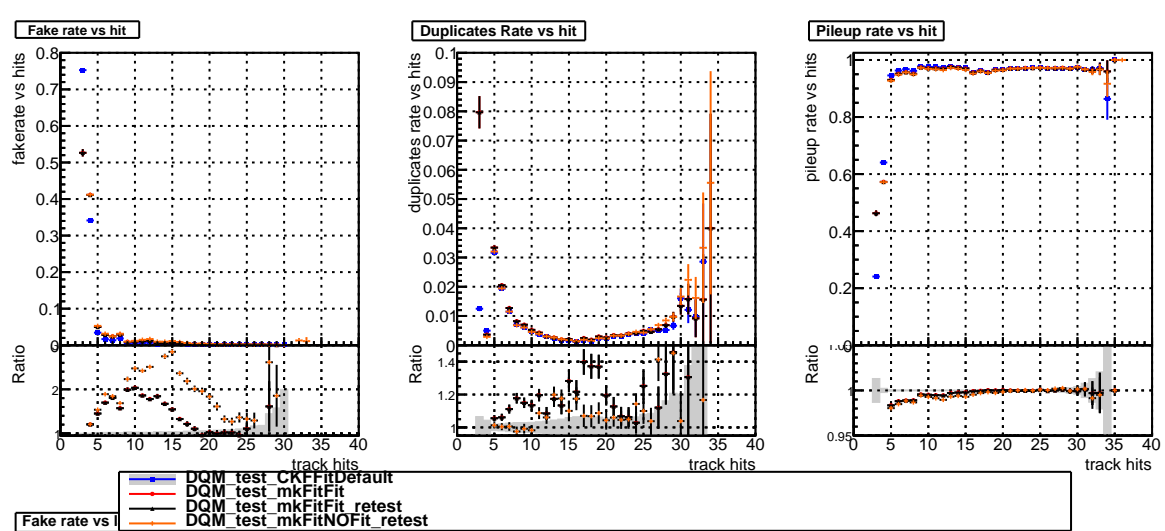 Fake rate vs hit
fakerate vs hits
0.8
0.7
0.6
0.5
0.4
0.3
0.2
0.1
0
Ratio
2
0 5 10 15 20 25 30 35 40
track hits
Duplicates Rate vs hit
duplicates rate vs hits
0.1
0.09
0.08
0.07
0.06
0.05
0.04
0.03
0.02
0.01
0
Ratio
1.4
1.2
1
0 5 10 15 20 25 30 35 40
track hits
Pileup rate vs hit
pileup rate vs hits
1
0.8
0.6
0.4
0.2
0
Ratio
1
0.95
0 5 10 15 20 25 30 35 40
track hits
DQM_test_CKFFitDefault
DQM_test_mkFitFit
DQM_test_mkFitFit_retest
DQM_test_mkFitNOFit_retest
Fake rate vs